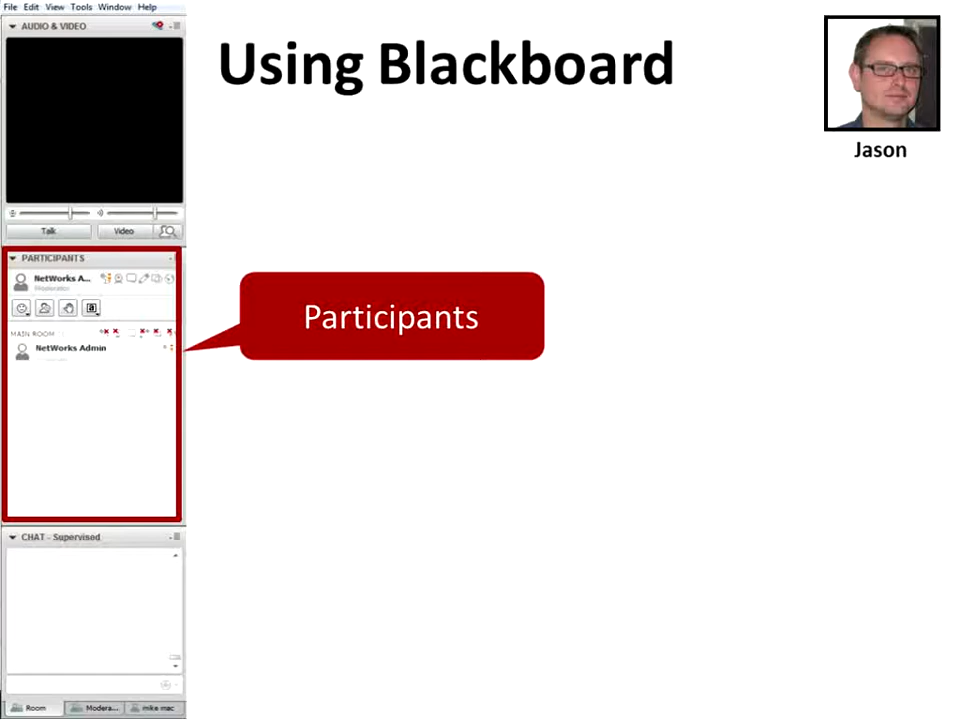 File Edit View Tools Window Help
AUDIO & VIDEO
Using Blackboard
Jason
Talk
Video
PARTICIPANTS
NetWorks A...
Moderator
a
Participants
MAIN ROOM
NetWorks Admin
CHAT - Supervised
Room
Modera...
mike mac